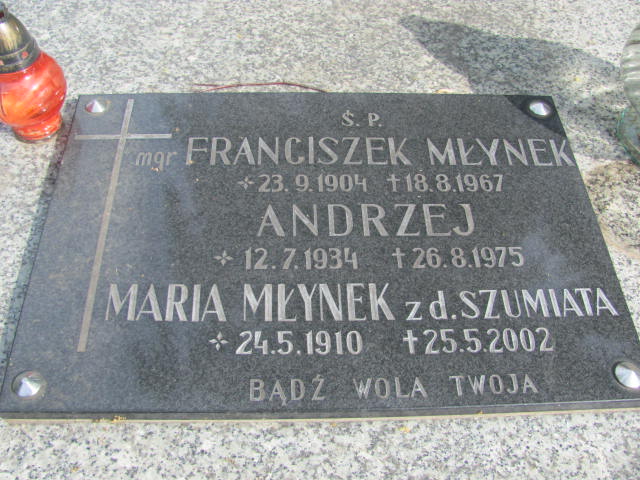 Ś. P.
mgr FRANCISZEK MŁYNEK
✧ 23.9.1904 ✝ 18.8.1967
ANDRZEJ
✧ 12.7.1934 ✝ 26.8.1975
MARIA MŁYNEK z d. SZUMIATA
✧ 24.5.1910 ✝ 25.5.2002
BĄDŹ WOLA TWOJA